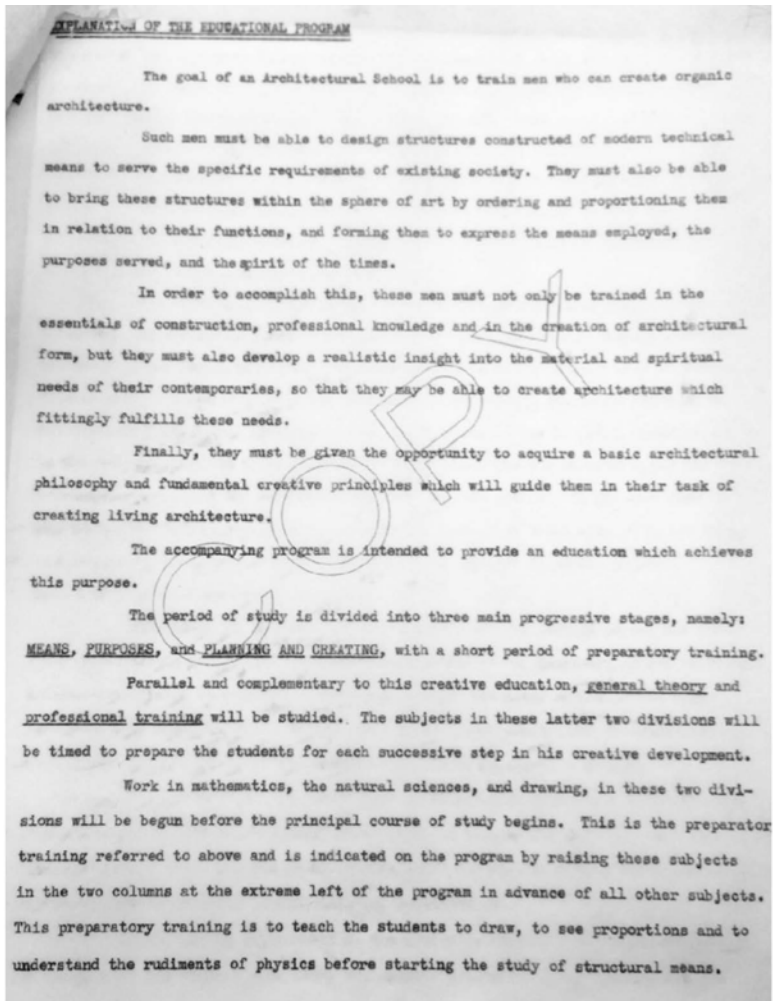 EXPLANATION OF THE EDUCATIONAL PROGRAM
The goal of an Architectural School is to train men who can create organic
architecture.
Such men must be able to design structures constructed of modern technical
means to serve the specific requirements of existing society. They must also be able
to bring these structures within the sphere of art by ordering and proportioning them
in relation to their functions, and forming them to express the means employed, the
purposes served, and the spirit of the times.
In order to accomplish this, these men must not only be trained in the
essentials of construction, professional knowledge and in the creation of architectural
form, but they must also develop a realistic insight into the material and spiritual
needs of their contemporaries, so that they may be able to create architecture which
fittingly fulfills these needs.
Finally, they must be given the opportunity to acquire a basic architectural
philosophy and fundamental creative principles which will guide them in their task of
creating living architecture.
The accompanying program is intended to provide an education which achieves
this purpose.
The period of study is divided into three main progressive stages, namely:
MEANS, PURPOSES, and PLANNING AND CREATING, with a short period of preparatory training.
Parallel and complementary to this creative education, general theory and
professional training will be studied. The subjects in these latter two divisions will
be timed to prepare the students for each successive step in his creative development.
Work in mathematics, the natural sciences, and drawing, in these two divi-
sions will be begun before the principal course of study begins. This is the preparator
training referred to above and is indicated on the program by raising these subjects
in the two columns at the extreme left of the program in advance of all other subjects.
This preparatory training is to teach the students to draw, to see proportions and to
understand the rudiments of physics before starting the study of structural means.
COPY